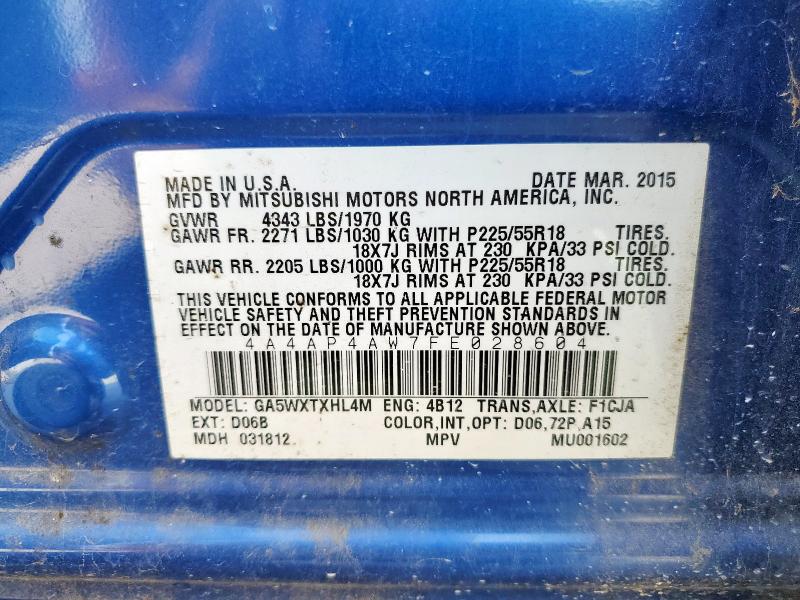 MADE IN U.S.A. DATE MAR. 2015
MFD BY MITSUBISHI MOTORS NORTH AMERICA, INC.
GVWR 4343 LBS/1970 KG
GAWR FR. 2271 LBS/1030 KG WITH P225/55R18 TIRES.
18X7J RIMS AT 230 KPA/33 PSI COLD.
GAWR RR. 2205 LBS/1000 KG WITH P225/55R18 TIRES.
18X7J RIMS AT 230 KPA/33 PSI COLD.
THIS VEHICLE CONFORMS TO ALL APPLICABLE FEDERAL MOTOR
VEHICLE SAFETY AND THEFT PREVENTION STANDARDS IN
EFFECT ON THE DATE OF MANUFACTURE SHOWN ABOVE.
4A4AP4AW7FE028604
MODEL: GA5WXTXHL4M ENG: 4B12 TRANS,AXLE: F1CJA
EXT: D06B COLOR,INT,OPT: D06,72P,A15
MDH 031812 MPV MU001602